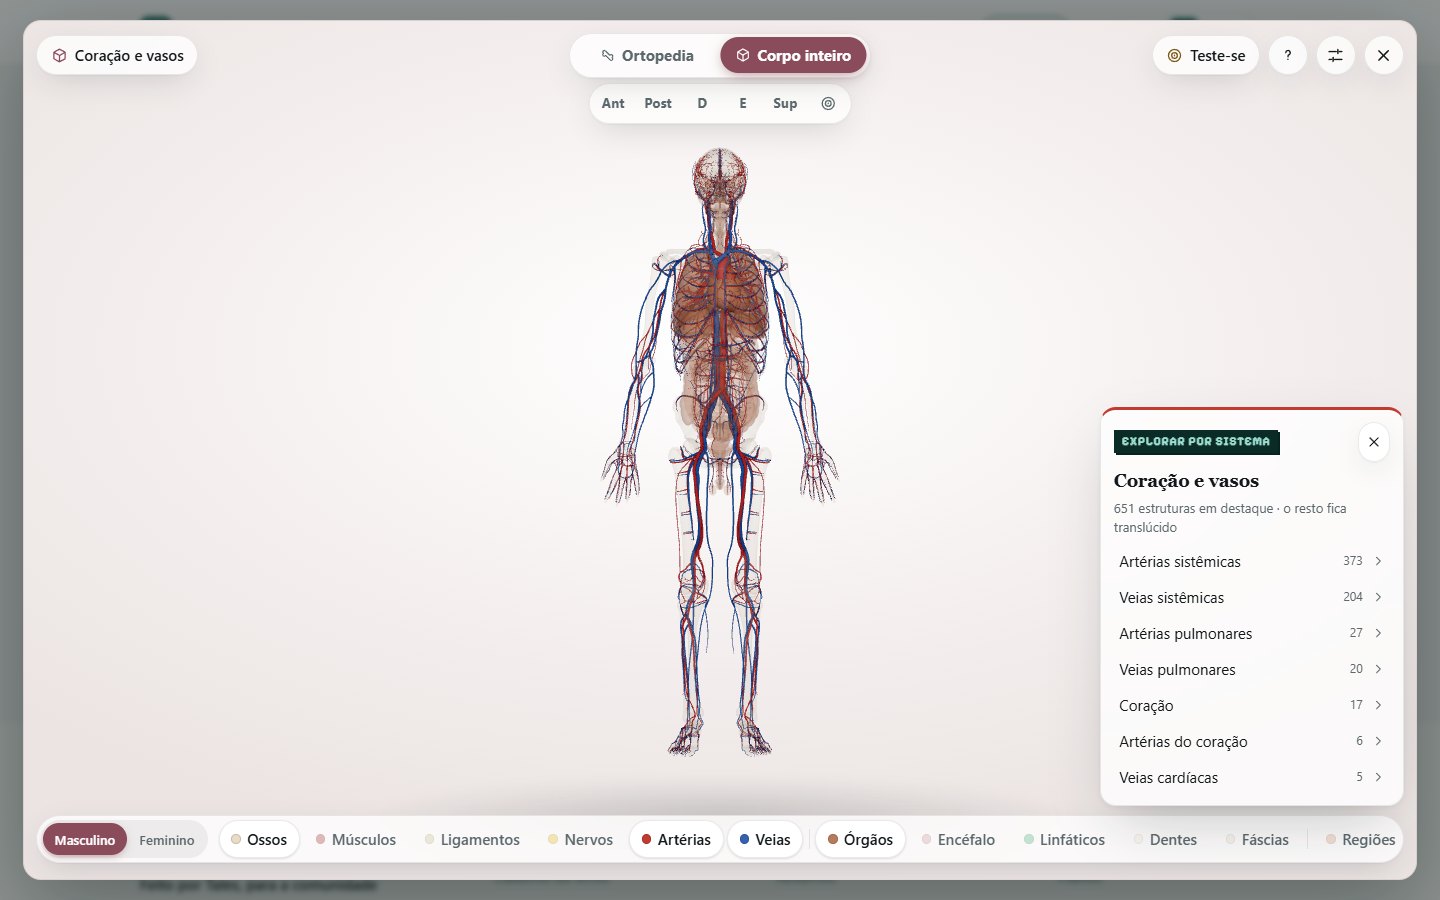 Coração e vasos
Ortopedia
Corpo inteiro
Teste-se
?
Ant
Post
D
E
Sup
EXPLORAR POR SISTEMA
Coração e vasos
651 estruturas em destaque · o resto fica
translúcido
Artérias sistêmicas 373
Veias sistêmicas 204
Artérias pulmonares 27
Veias pulmonares 20
Coração 17
Artérias do coração 6
Veias cardíacas 5
Masculino
Feminino
Ossos
Músculos
Ligamentos
Nervos
Artérias
Veias
Órgãos
Encéfalo
Linfáticos
Dentes
Fáscias
Regiões